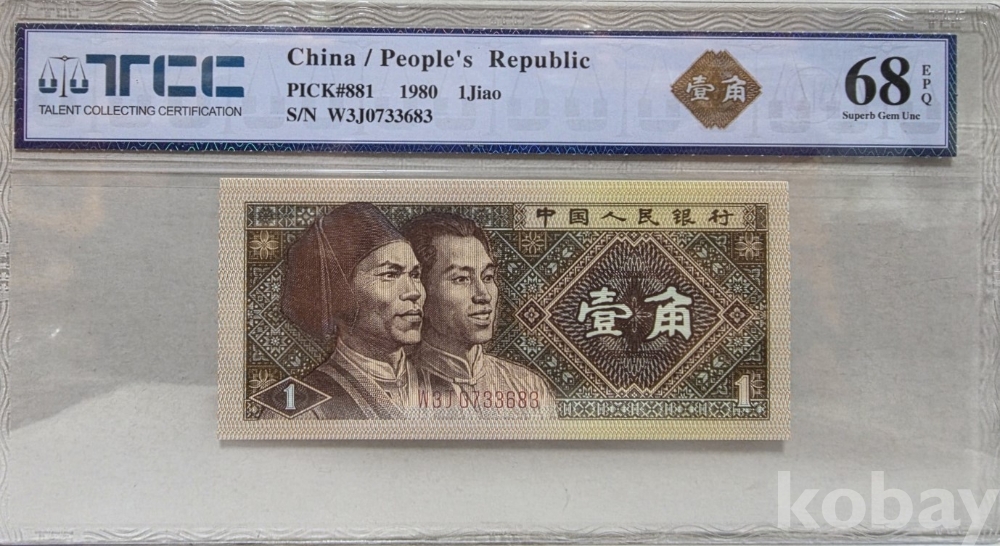 TCC
TALENT COLLECTING CERTIFICATION
China / People's Republic
PICK#881 1980 1Jiao
S/N W3J0733683
壹角
68
EPQ
Superb Gem Unc
中国人民银行
壹角
1
W3J0733683
1
kobay